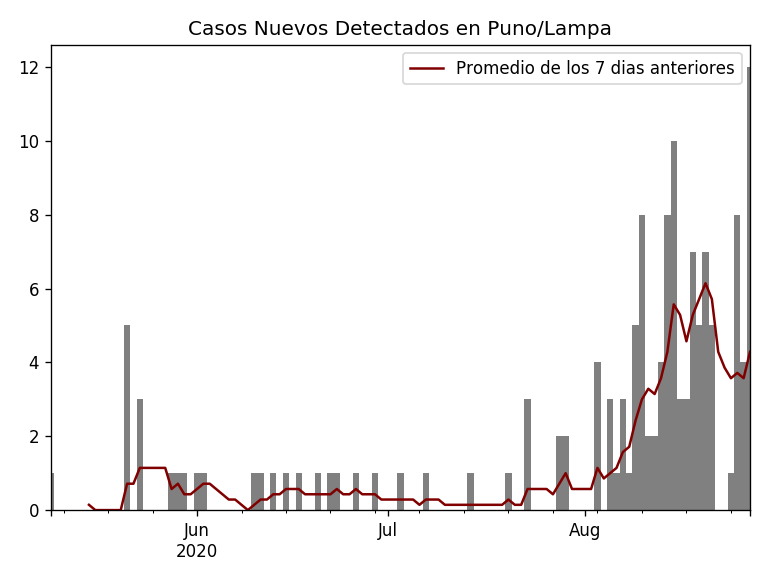 Casos Nuevos Detectados en Puno/Lampa
Promedio de los 7 dias anteriores
12
10
8
6
4
2
0
Jun
2020
Jul
Aug